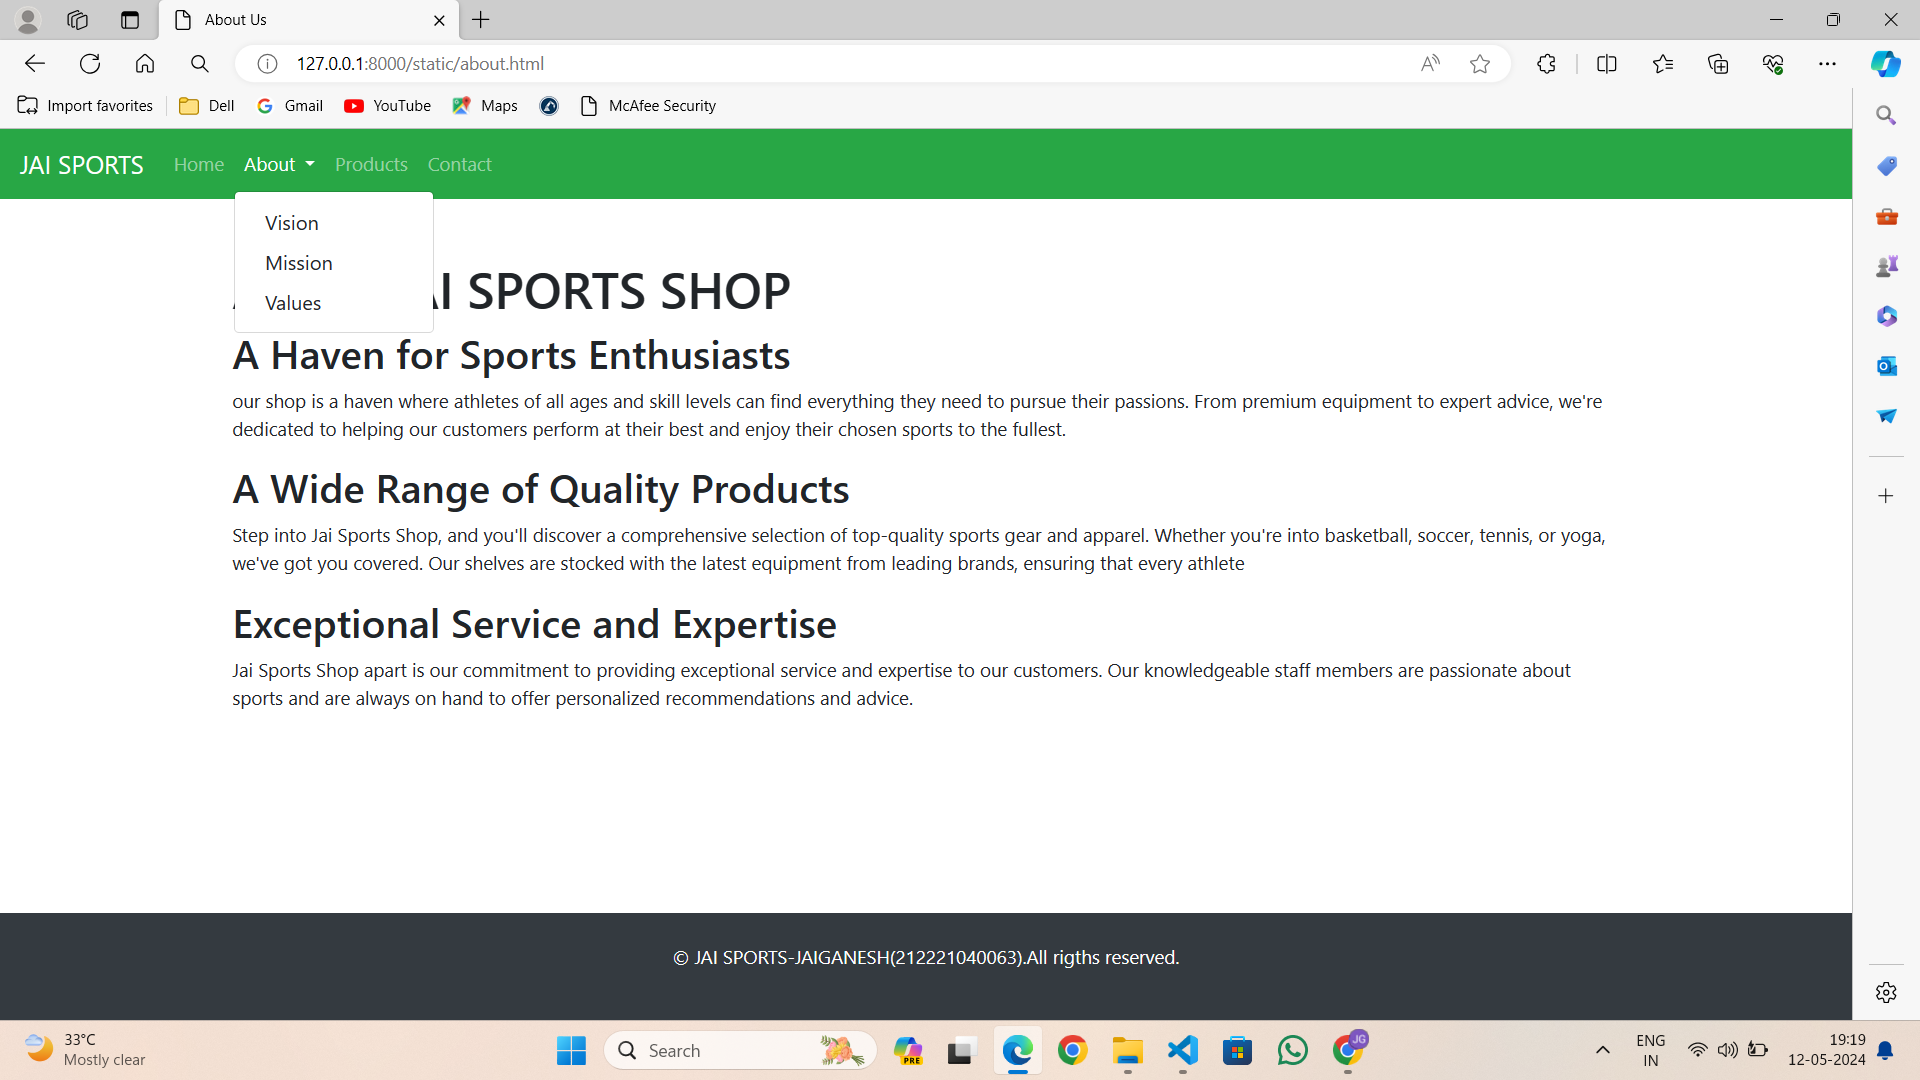 About Us
127.0.0.1:8000/static/about.html
Import favorites Dell Gmail YouTube Maps McAfee Security
JAI SPORTS Home About Products Contact
Vision
Mission
Values
JAI SPORTS SHOP
A Haven for Sports Enthusiasts
our shop is a haven where athletes of all ages and skill levels can find everything they need to pursue their passions. From premium equipment to expert advice, we're
dedicated to helping our customers perform at their best and enjoy their chosen sports to the fullest.
A Wide Range of Quality Products
Step into Jai Sports Shop, and you'll discover a comprehensive selection of top-quality sports gear and apparel. Whether you're into basketball, soccer, tennis, or yoga,
we've got you covered. Our shelves are stocked with the latest equipment from leading brands, ensuring that every athlete
Exceptional Service and Expertise
Jai Sports Shop apart is our commitment to providing exceptional service and expertise to our customers. Our knowledgeable staff members are passionate about
sports and are always on hand to offer personalized recommendations and advice.
© JAI SPORTS-JAIGANESH(212221040063).All rigths reserved.
33°C
Mostly clear
Search
PRE
JG
ENG
IN
19:19
12-05-2024